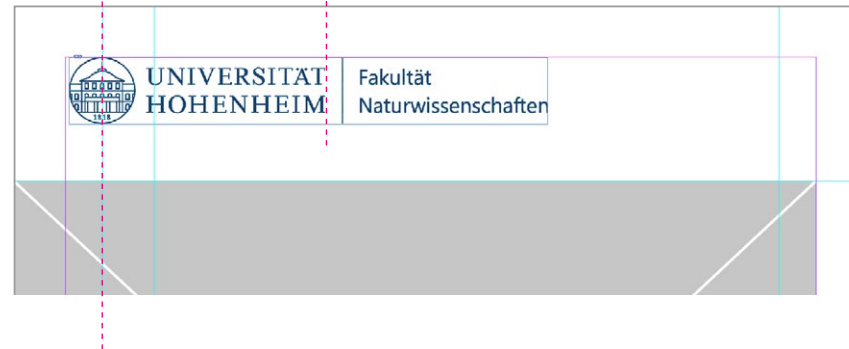 UNIVERSITÄT
HOHENHEIM
1818
Fakultät
Naturwissenschaften